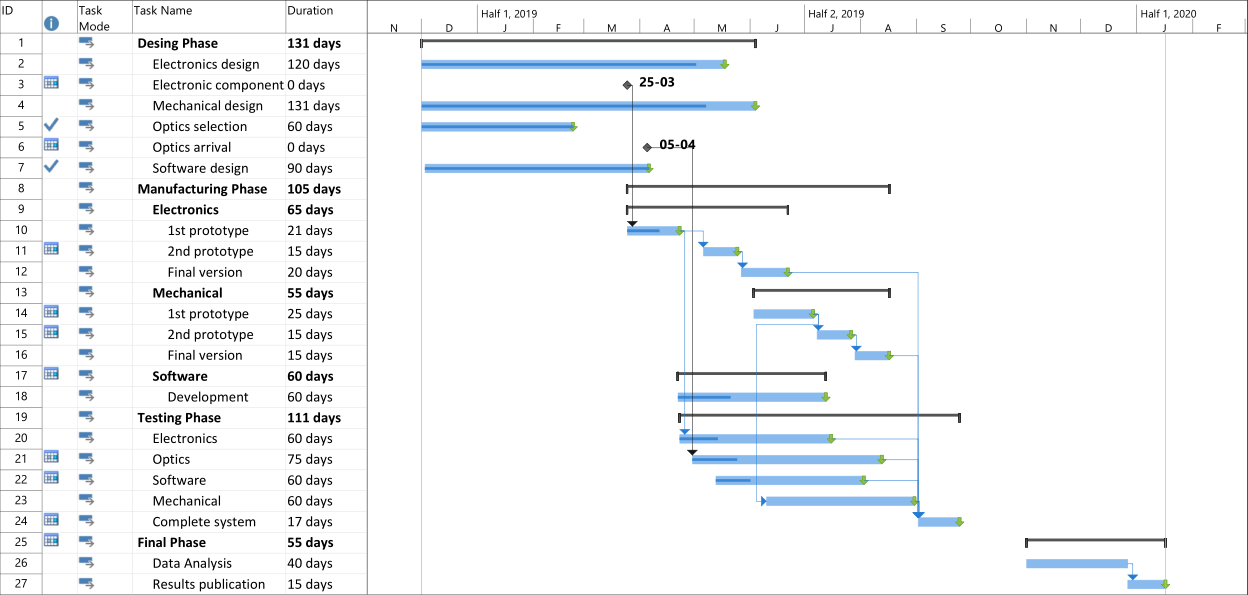 ID Task Mode Task Name Duration Half 1, 2019 Half 2, 2019 Half 1, 2020
N D J F M A M J J A S O N D J F
1 Desing Phase 131 days
2 Electronics design 120 days
3 Electronic component 0 days 25-03
4 Mechanical design 131 days
5 Optics selection 60 days
6 Optics arrival 0 days 05-04
7 Software design 90 days
8 Manufacturing Phase 105 days
9 Electronics 65 days
10 1st prototype 21 days
11 2nd prototype 15 days
12 Final version 20 days
13 Mechanical 55 days
14 1st prototype 25 days
15 2nd prototype 15 days
16 Final version 15 days
17 Software 60 days
18 Development 60 days
19 Testing Phase 111 days
20 Electronics 60 days
21 Optics 75 days
22 Software 60 days
23 Mechanical 60 days
24 Complete system 17 days
25 Final Phase 55 days
26 Data Analysis 40 days
27 Results publication 15 days